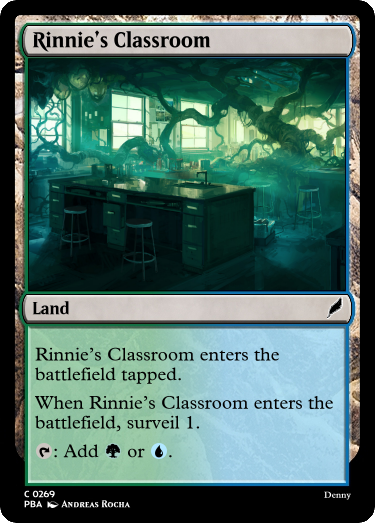 Rinnie's Classroom
Land
Rinnie's Classroom enters the
battlefield tapped.
When Rinnie's Classroom enters the
battlefield, surveil 1.
: Add or .
C 0269
Denny
PBA Andreas Rocha